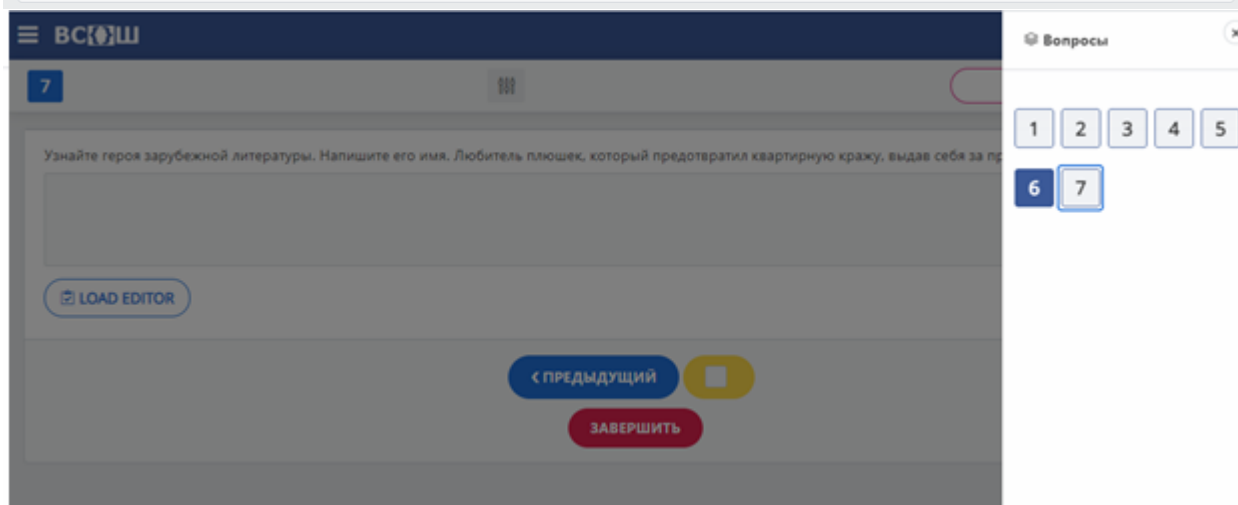 ВС[]Ш
Вопросы
7
1 2 3 4 5
6 7
Узнайте героя зарубежной литературы. Напишите его имя. Любитель плюшек, который предотвратил квартирную кражу, выдав себя за пр
LOAD EDITOR
ПРЕДЫДУЩИЙ
ЗАВЕРШИТЬ